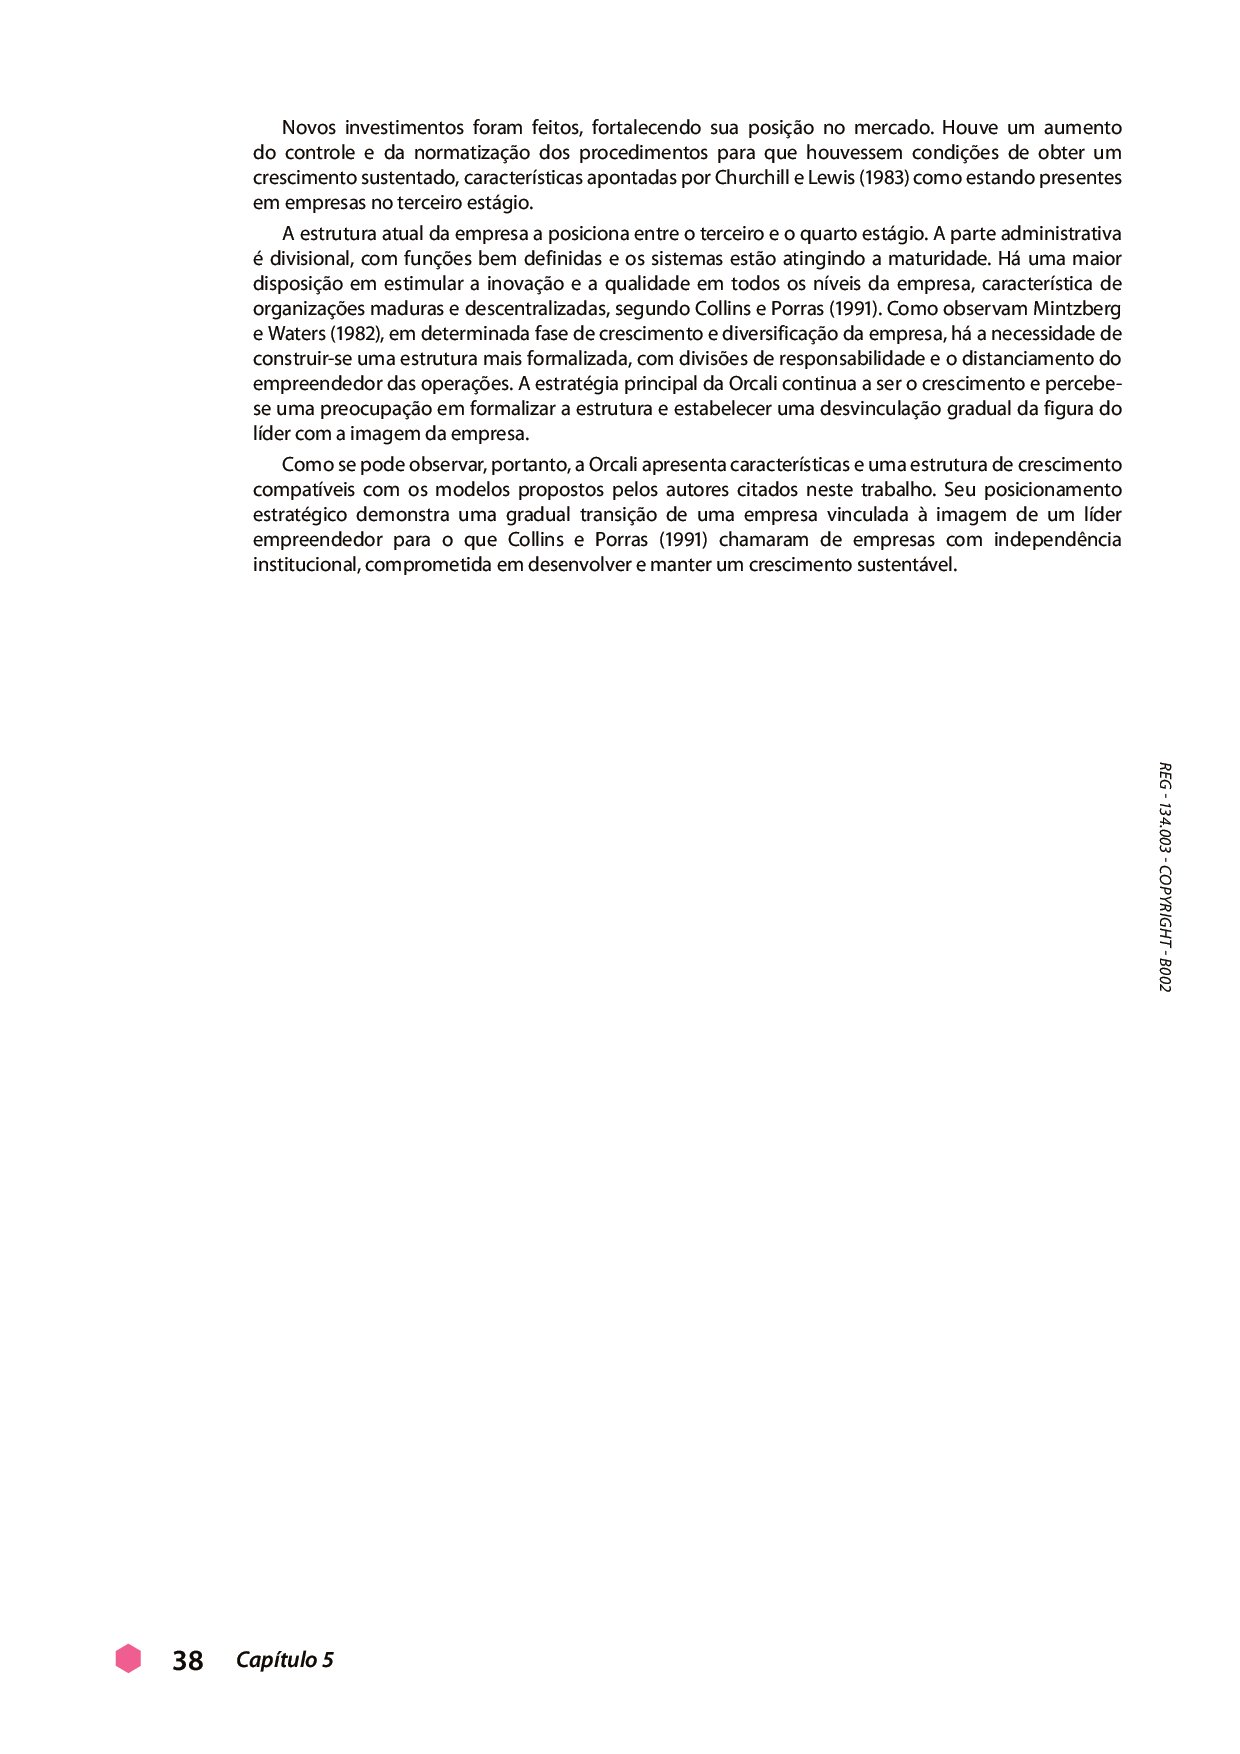 Novos investimentos foram feitos, fortalecendo sua posição no mercado. Houve um aumento
do controle e da normatização dos procedimentos para que houvessem condições de obter um
crescimento sustentado, características apontadas por Churchill e Lewis (1983) como estando presentes
em empresas no terceiro estágio.
A estrutura atual da empresa a posiciona entre o terceiro e o quarto estágio. A parte administrativa
é divisional, com funções bem definidas e os sistemas estão atingindo a maturidade. Há uma maior
disposição em estimular a inovação e a qualidade em todos os níveis da empresa, característica de
organizações maduras e descentralizadas, segundo Collins e Porras (1991). Como observam Mintzberg
e Waters (1982), em determinada fase de crescimento e diversificação da empresa, há a necessidade de
construir-se uma estrutura mais formalizada, com divisões de responsabilidade e o distanciamento do
empreendedor das operações. A estratégia principal da Orcali continua a ser o crescimento e percebe-
se uma preocupação em formalizar a estrutura e estabelecer uma desvinculação gradual da figura do
líder com a imagem da empresa.
Como se pode observar, portanto, a Orcali apresenta características e uma estrutura de crescimento
compatíveis com os modelos propostos pelos autores citados neste trabalho. Seu posicionamento
estratégico demonstra uma gradual transição de uma empresa vinculada à imagem de um líder
empreendedor para o que Collins e Porras (1991) chamaram de empresas com independência
institucional, comprometida em desenvolver e manter um crescimento sustentável.
REG - 134.003 - COPYRIGHT - B002
38 Capítulo 5